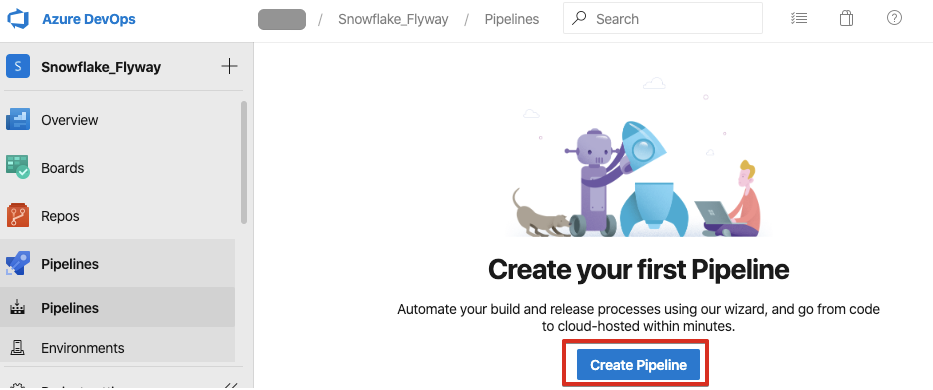 Azure DevOps
/ Snowflake_Flyway / Pipelines
Search
S Snowflake_Flyway
Overview
Boards
Repos
Pipelines
Pipelines
Environments
Create your first Pipeline
Automate your build and release processes using our wizard, and go from code
to cloud-hosted within minutes.
Create Pipeline